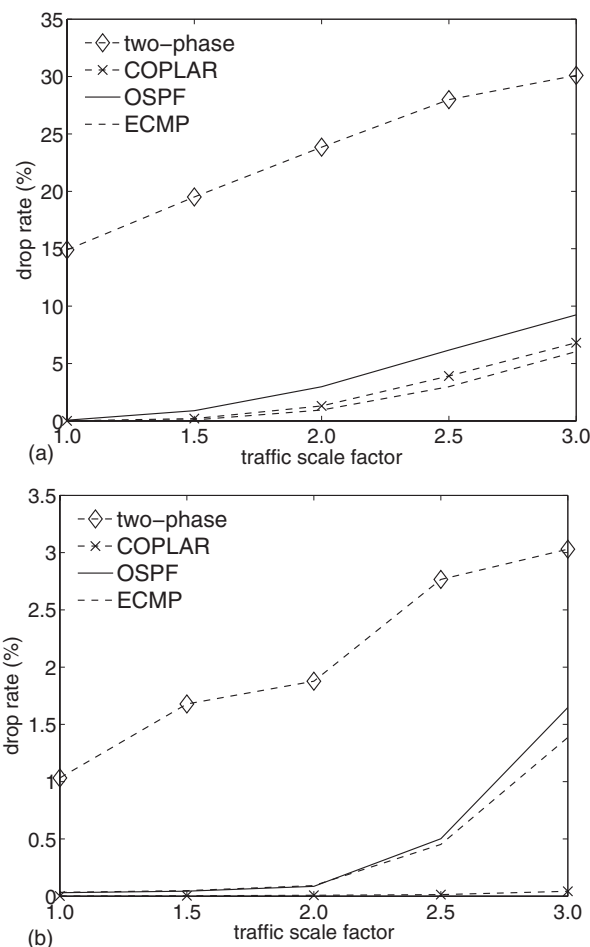 35
30
25
20
15
10
5
0
drop rate (%)
two-phase
COPLAR
OSPF
ECMP
1.0 1.5 2.0 2.5 3.0
traffic scale factor
(a)
3.5
3
2.5
2
1.5
1
0.5
0
drop rate (%)
two-phase
COPLAR
OSPF
ECMP
1.0 1.5 2.0 2.5 3.0
traffic scale factor
(b)